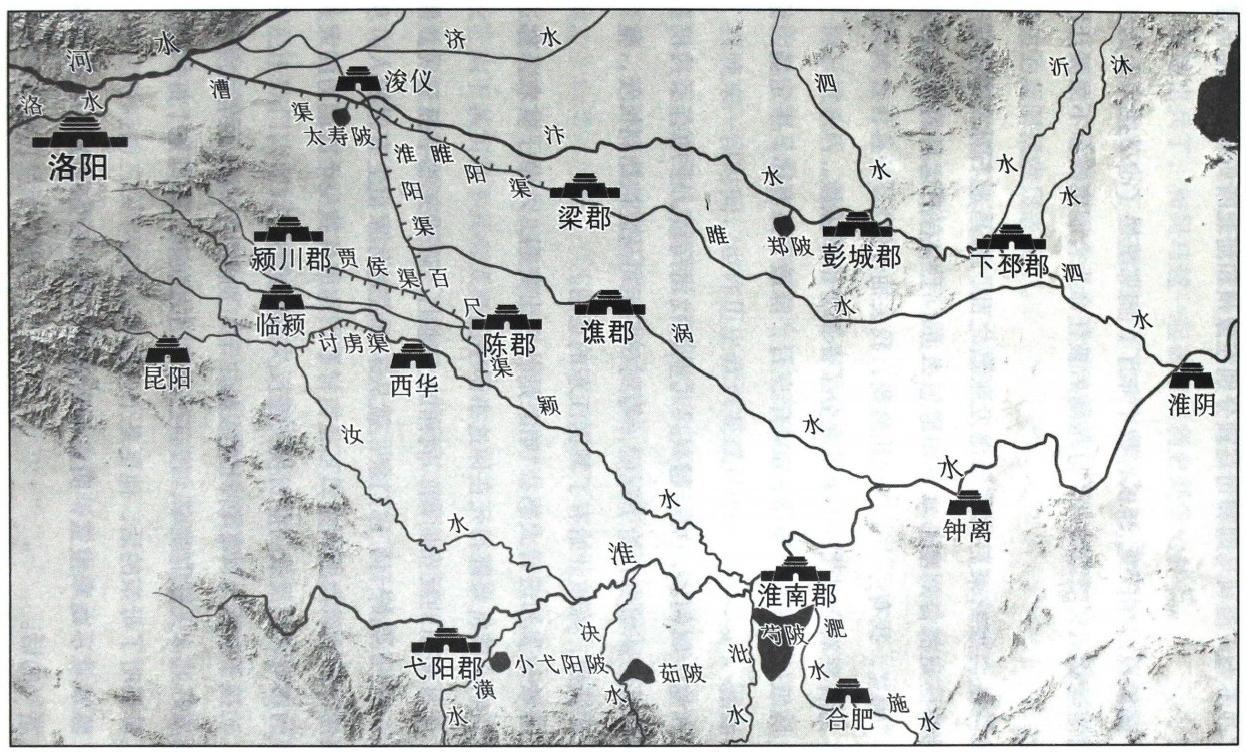 河水
洛水
洛阳
漕渠
济水
浚仪
太寿陂
淮阳渠
睢阳渠
汴水
梁郡
泗水
沂水
沐水
郑陂
彭城郡
下邳郡
泗水
睢水
颍川郡
贾侯渠
百尺渠
临颍
讨虏渠
西华
陈郡
谯郡
涡水
昆阳
汝水
颍水
淮水
淮阴
钟离
淮南郡
芍陂
淝水
沘水
合肥
施水
决水
茹陂
弋阳郡
小弋阳陂
潢水